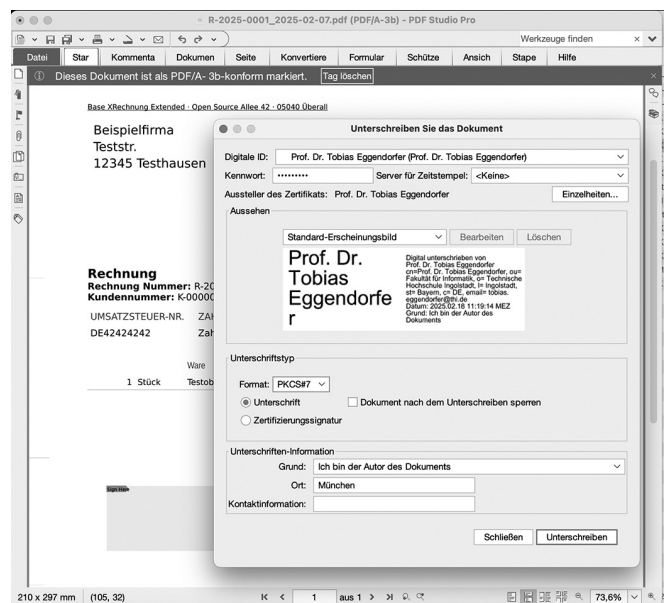 R-2025-0001_2025-02-07.pdf (PDF/A-3b) - PDF Studio Pro
Werkzeuge finden
Datei Star Kommenta Dokumen Seite Konvertiere Formular Schütze Ansich Stape Hilfe
Dieses Dokument ist als PDF/A- 3b-konform markiert. Tag löschen
Base XRechnung Extended · Open Source Allee 42 · 05040 Überall
Beispielfirma
Teststr.
12345 Testhausen
Rechnung
Rechnung Nummer: R-20
Kundennummer: K-00000
UMSATZSTEUER-NR. ZAH
DE42424242 Zah
Ware
1 Stück Testob
Sign Here
Unterschreiben Sie das Dokument
Digitale ID: Prof. Dr. Tobias Eggendorfer (Prof. Dr. Tobias Eggendorfer)
Kennwort: ········· Server für Zeitstempel: <Keine>
Aussteller des Zertifikats: Prof. Dr. Tobias Eggendorfer Einzelheiten...
Aussehen
Standard-Erscheinungsbild Bearbeiten Löschen
Prof. Dr.
Tobias
Eggendorfe
r
Digital unterschrieben von
Prof. Dr. Tobias Eggendorfer
cn=Prof. Dr. Tobias Eggendorfer, ou=
Fakultät für Informatik, o= Technische
Hochschule Ingolstadt, l= Ingolstadt,
st= Bayern, c= DE, email= tobias.
eggendorfer@thi.de
Datum: 2025.02.18 11:19:14 MEZ
Grund: Ich bin der Autor des
Dokuments
Unterschriftstyp
Format: PKCS#7
Unterschrift Dokument nach dem Unterschreiben sperren
Zertifizierungssignatur
Unterschriften-Information
Grund: Ich bin der Autor des Dokuments
Ort: München
Kontaktinformation:
Schließen Unterschreiben
210 x 297 mm (105, 32) 1 aus 1 73,6%